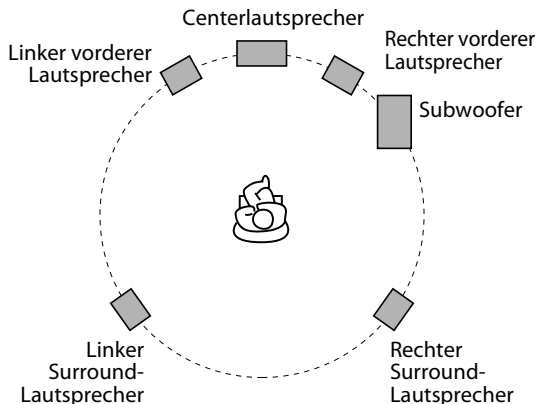 Centerlautsprecher
Linker vorderer
Lautsprecher
Rechter vorderer
Lautsprecher
Subwoofer
Linker
Surround-
Lautsprecher
Rechter
Surround-
Lautsprecher